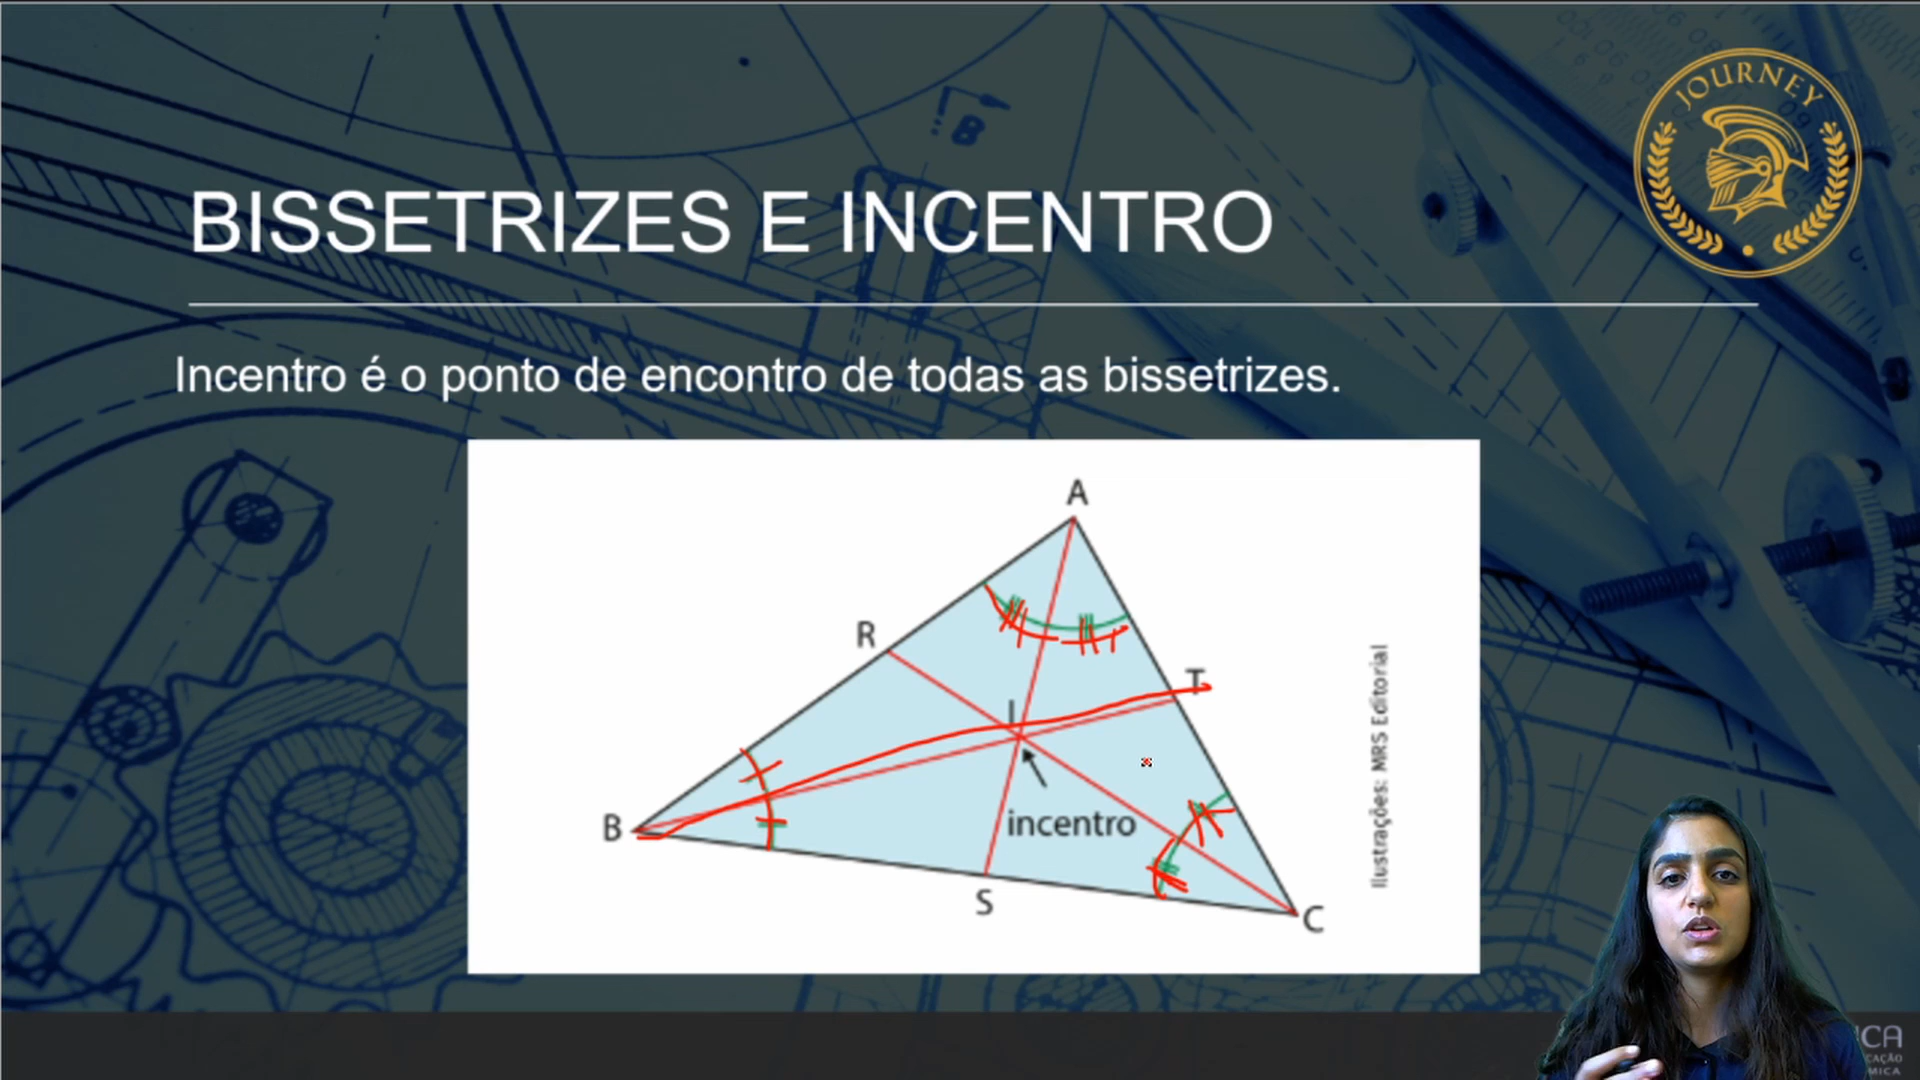 JOURNEY
BISSETRIZES E INCENTRO
Incentro é o ponto de encontro de todas as bissetrizes.
A
R
T
I
B
incentro
S
C
Ilustrações: MRS Editorial